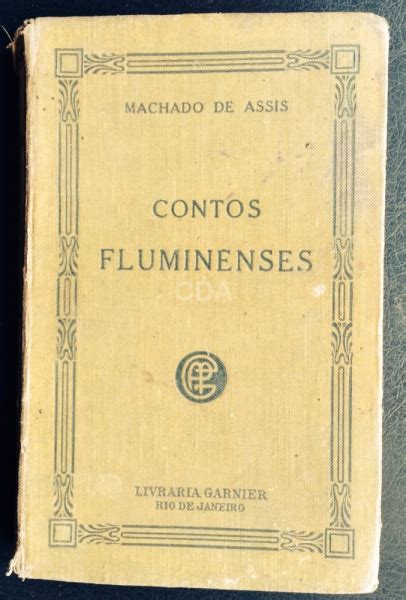 MACHADO DE ASSIS
CONTOS
FLUMINENSES
CDA
LIVRARIA GARNIER
RIO DE JANEIRO